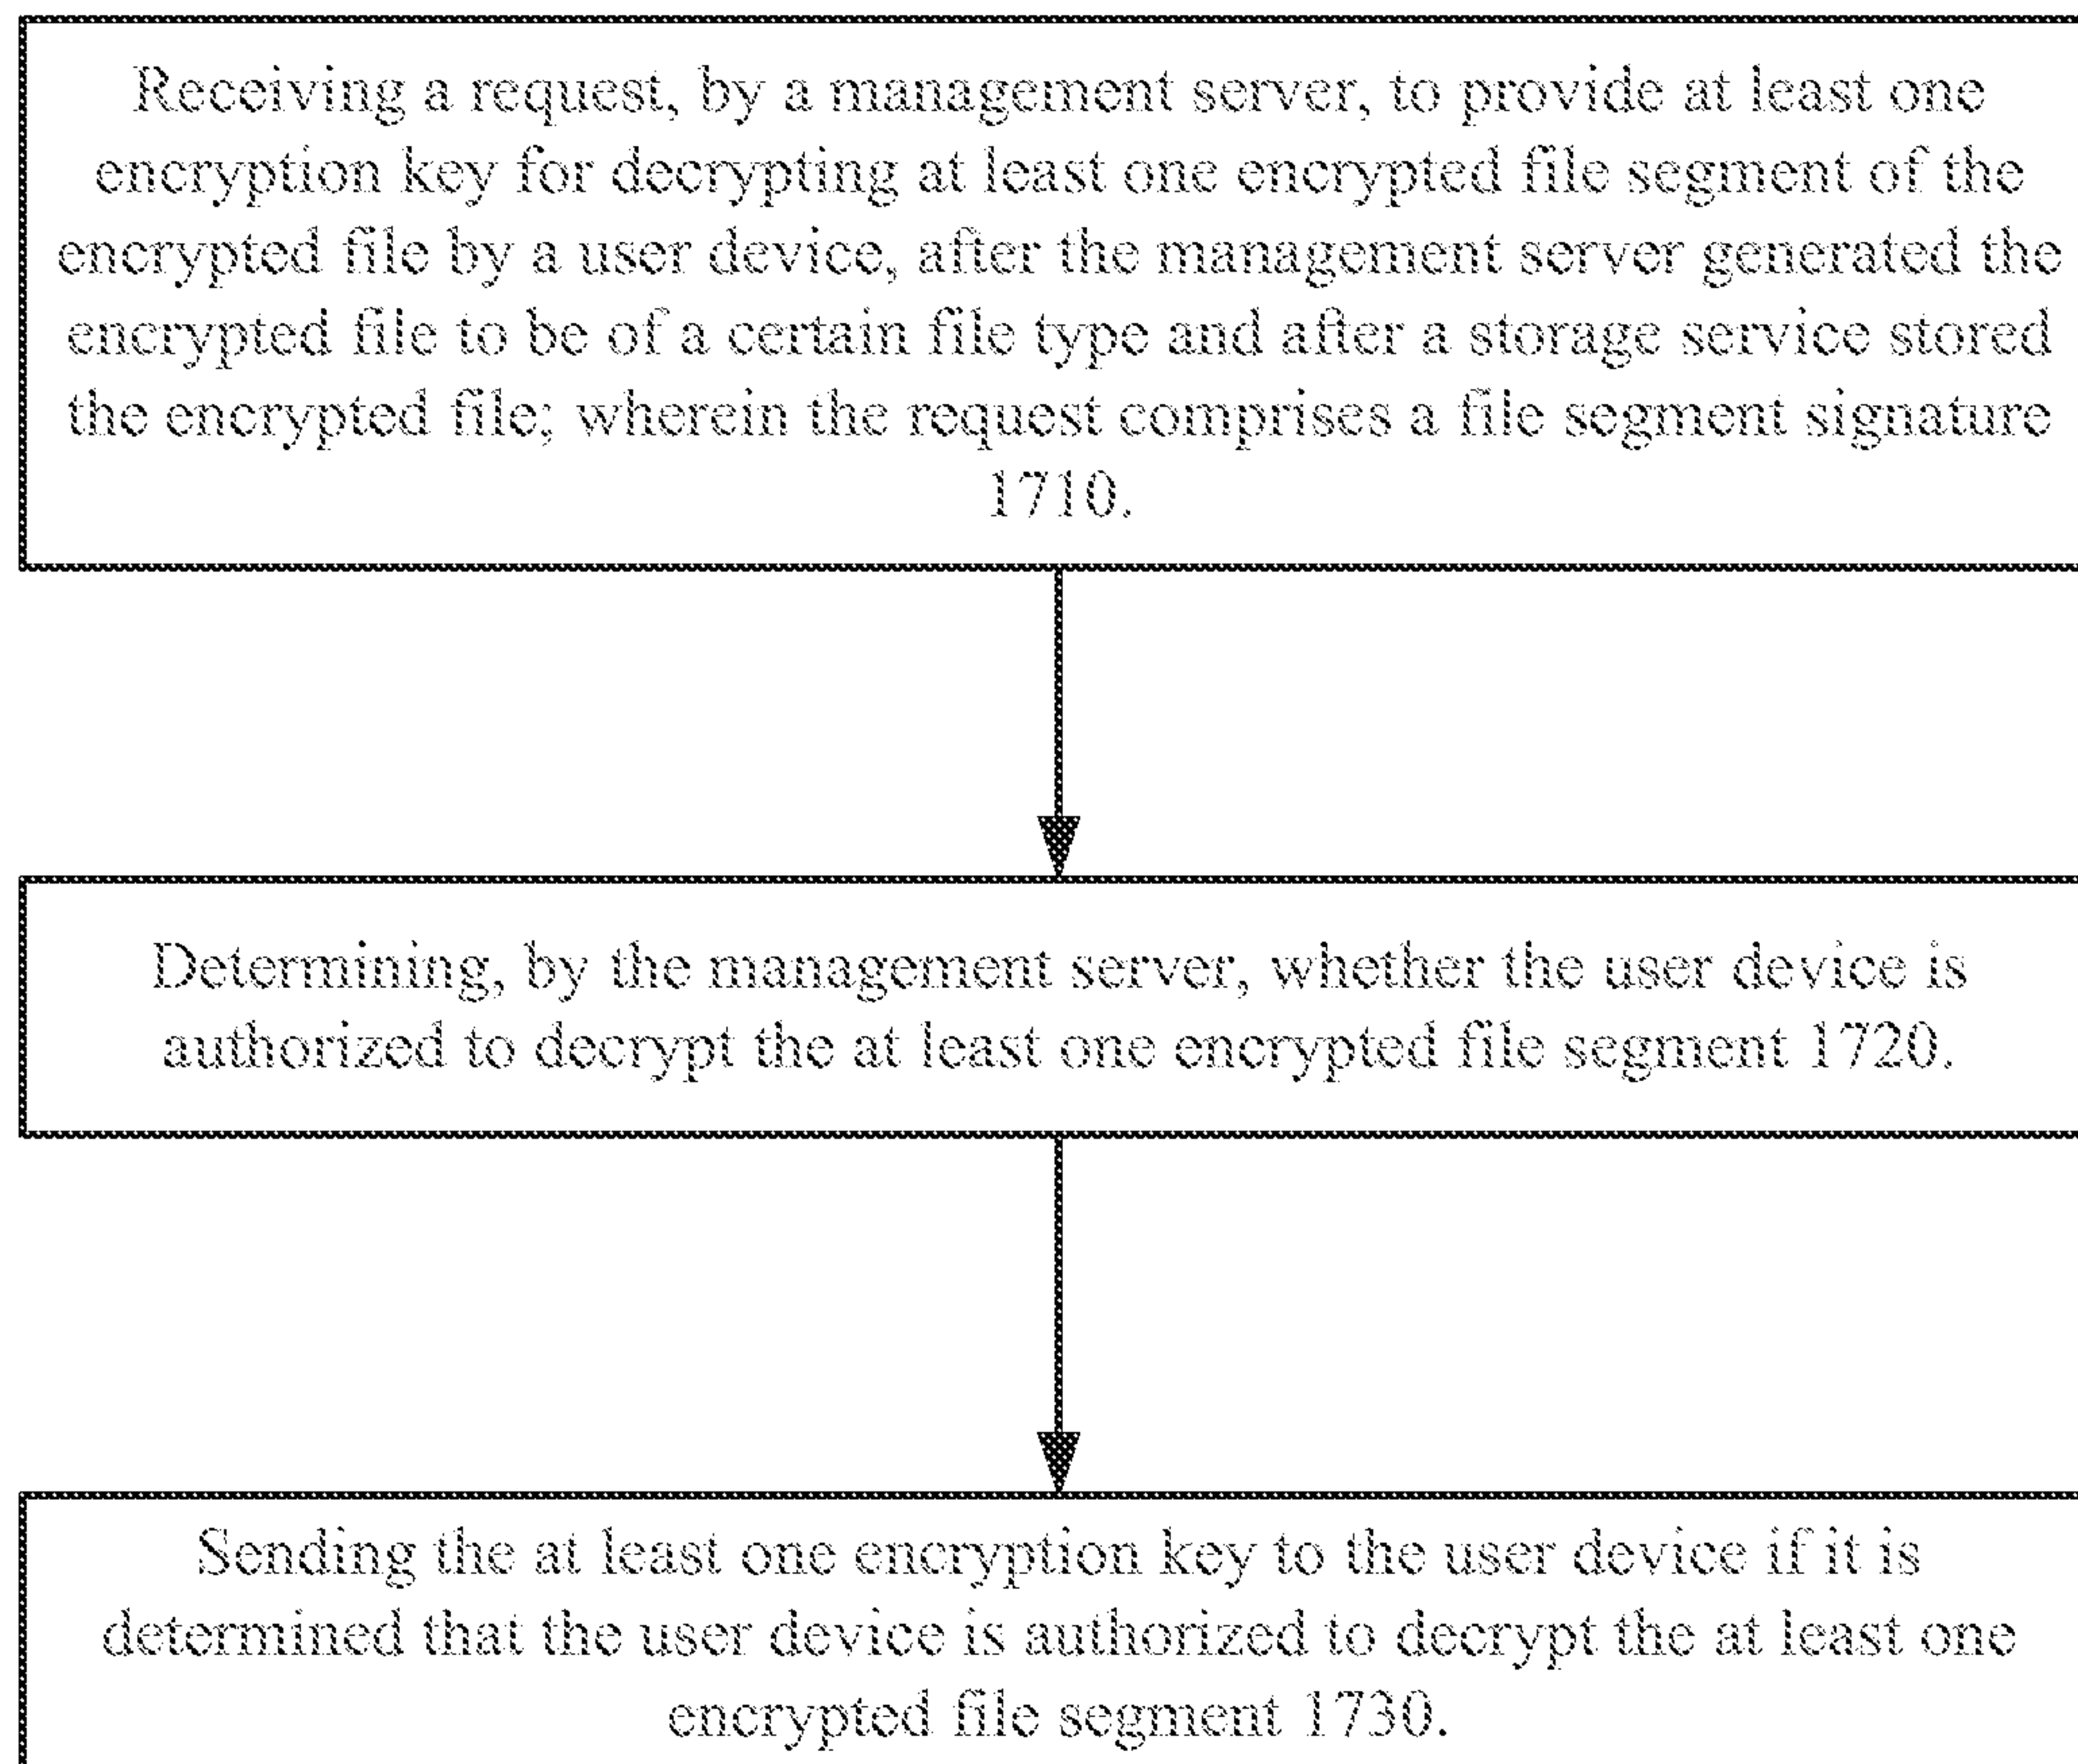 Receiving a request, by a management server, to provide at least one
encryption key for decrypting at least one encrypted file segment of the
encrypted file by a user device, after the management server generated the
encrypted file to be of a certain file type and after a storage service stored
the encrypted file; wherein the request comprises a file segment signature
1710.
Determining, by the management server, whether the user device is
authorized to decrypt the at least one encrypted file segment 1720.
Sending the at least one encryption key to the user device if it is
determined that the user device is authorized to decrypt the at least one
encrypted file segment 1730.